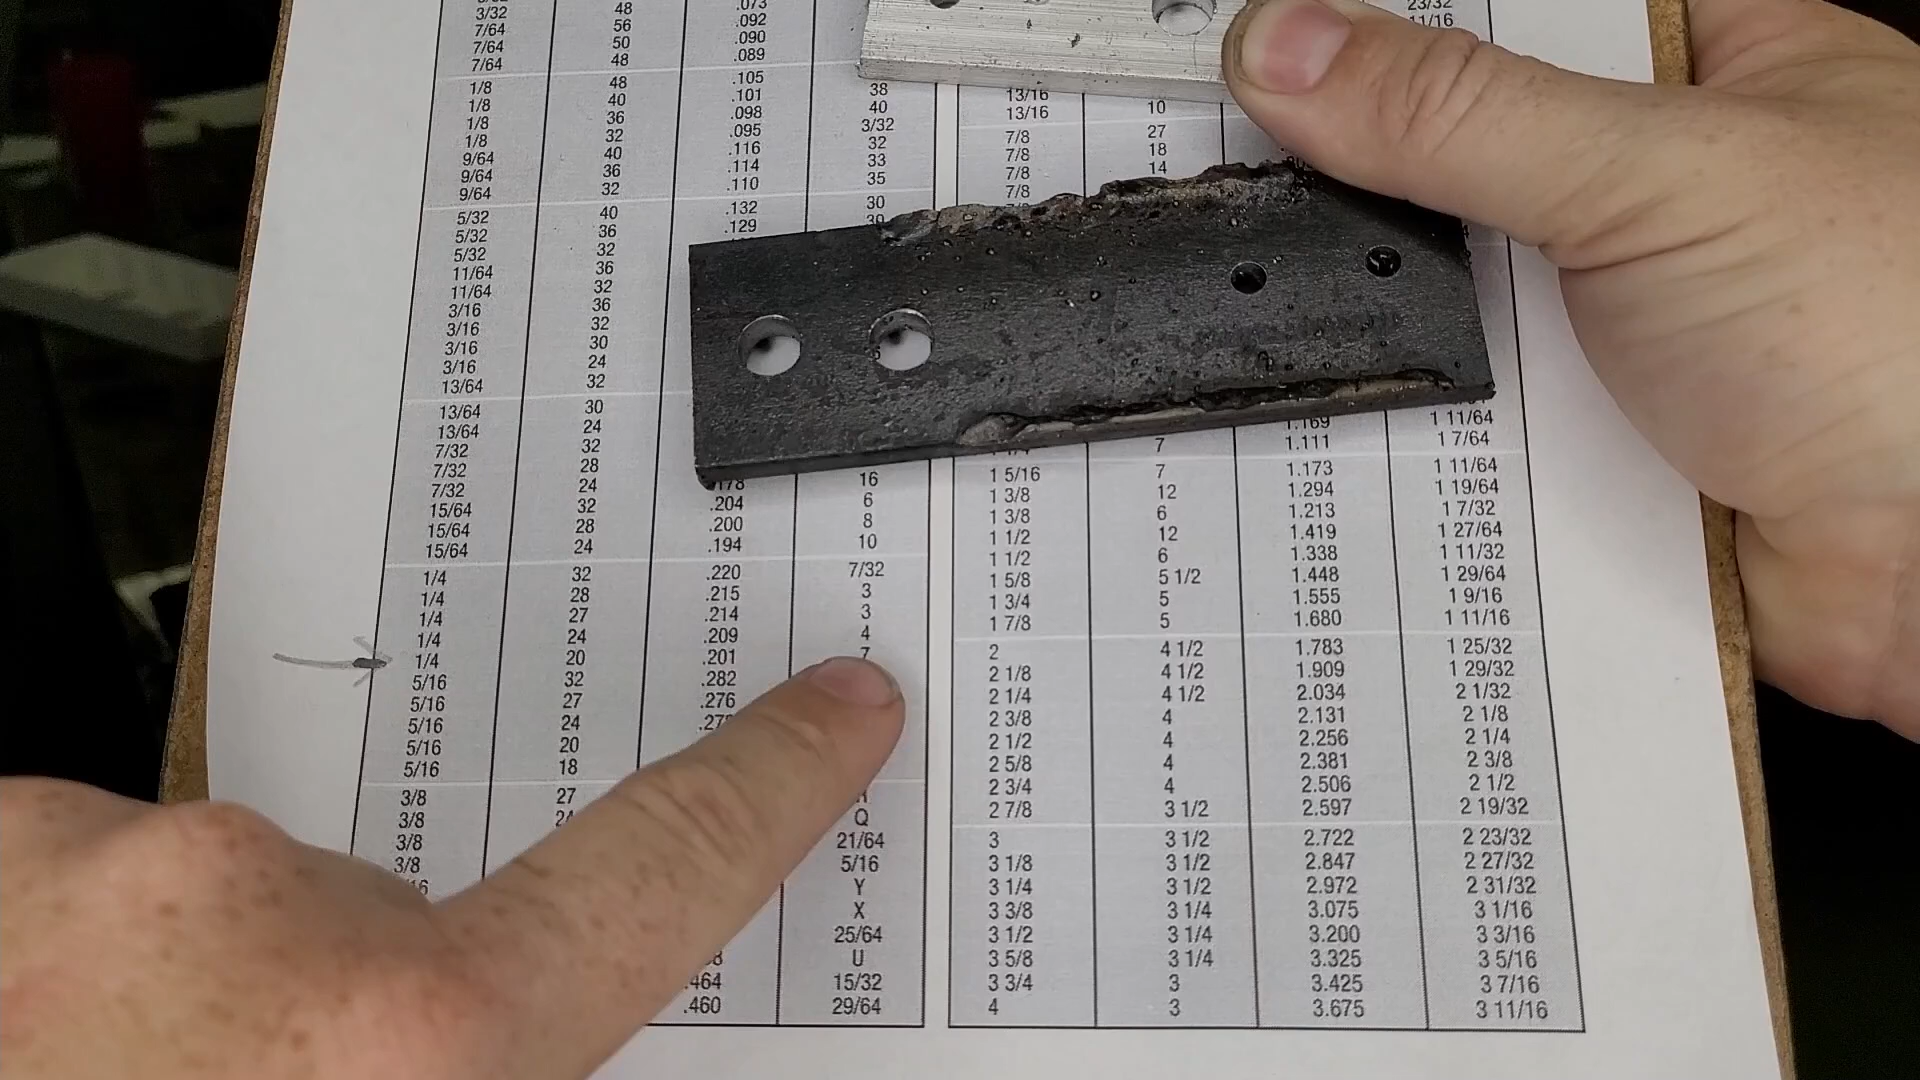 3/32 48 .073
7/64 56 .092
7/64 50 .090
7/64 48 .089
1/8 48 .105
1/8 40 .101 38
1/8 36 .098 40
1/8 32 .095 3/32
9/64 40 .116 32
9/64 36 .114 33
9/64 32 .110 35
5/32 40 .132 30
5/32 36 .129 30
5/32 32
11/64 36
11/64 32
3/16 36
3/16 32
3/16 30
3/16 24
13/64 32
13/64 30
13/64 24
7/32 32
7/32 28
7/32 24 .178 16
15/64 32 .204 6
15/64 28 .200 8
15/64 24 .194 10
1/4 32 .220 7/32
1/4 28 .215 3
1/4 27 .214 3
1/4 24 .209 4
1/4 20 .201 7
5/16 32 .282
5/16 27 .276
5/16 24
5/16 20
5/16 18
3/8 27
3/8 24 Q
3/8 21/64
3/8 5/16
Y
X
25/64
U
.464 15/32
.460 29/64
23/32
11/16
13/16
13/16 10
7/8 27
7/8 18
7/8 14
7/8
1.169 1 11/64
7 1.111 1 7/64
1 5/16 7 1.173 1 11/64
1 3/8 12 1.294 1 19/64
1 3/8 6 1.213 1 7/32
1 1/2 12 1.419 1 27/64
1 1/2 6 1.338 1 11/32
1 5/8 5 1/2 1.448 1 29/64
1 3/4 5 1.555 1 9/16
1 7/8 5 1.680 1 11/16
2 4 1/2 1.783 1 25/32
2 1/8 4 1/2 1.909 1 29/32
2 1/4 4 1/2 2.034 2 1/32
2 3/8 4 2.131 2 1/8
2 1/2 4 2.256 2 1/4
2 5/8 4 2.381 2 3/8
2 3/4 4 2.506 2 1/2
2 7/8 3 1/2 2.597 2 19/32
3 3 1/2 2.722 2 23/32
3 1/8 3 1/2 2.847 2 27/32
3 1/4 3 1/2 2.972 2 31/32
3 3/8 3 1/4 3.075 3 1/16
3 1/2 3 1/4 3.200 3 3/16
3 5/8 3 1/4 3.325 3 5/16
3 3/4 3 3.425 3 7/16
4 3 3.675 3 11/16